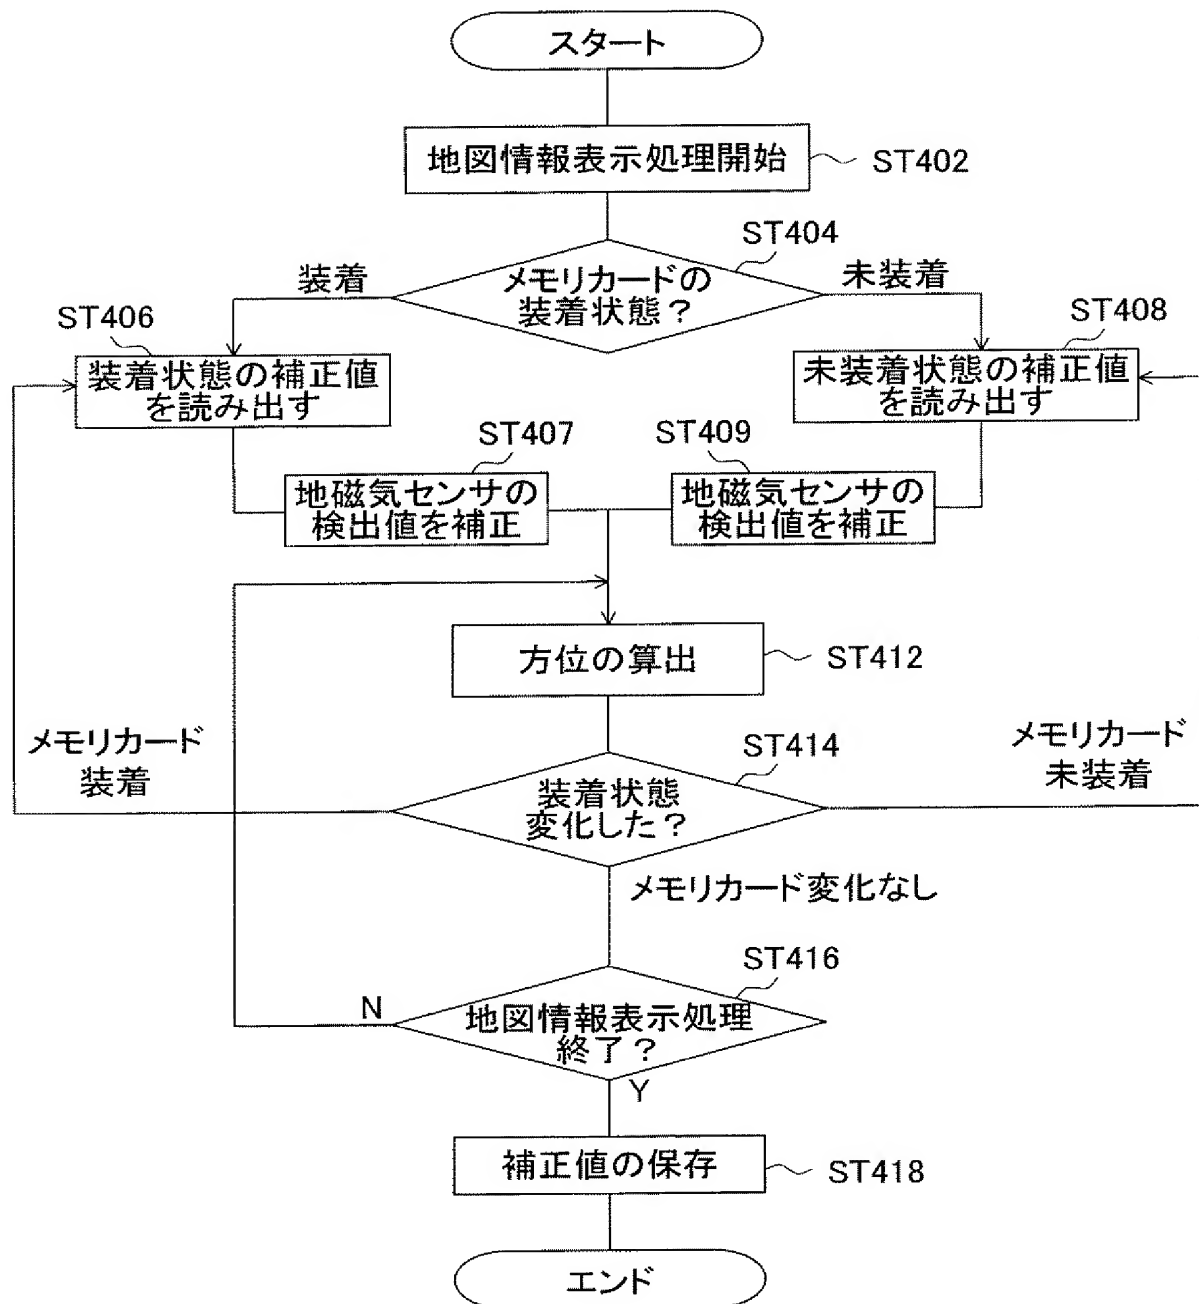 スタート
地図情報表示処理開始
ST402
ST404
メモリカードの
装着状態?
装着
未装着
ST406
装着状態の補正値
を読み出す
ST408
未装着状態の補正値
を読み出す
ST407
地磁気センサの
検出値を補正
ST409
地磁気センサの
検出値を補正
方位の算出
ST412
メモリカード
装着
ST414
装着状態
変化した?
メモリカード
未装着
メモリカード変化なし
ST416
地図情報表示処理
終了?
N
Y
補正値の保存
ST418
エンド